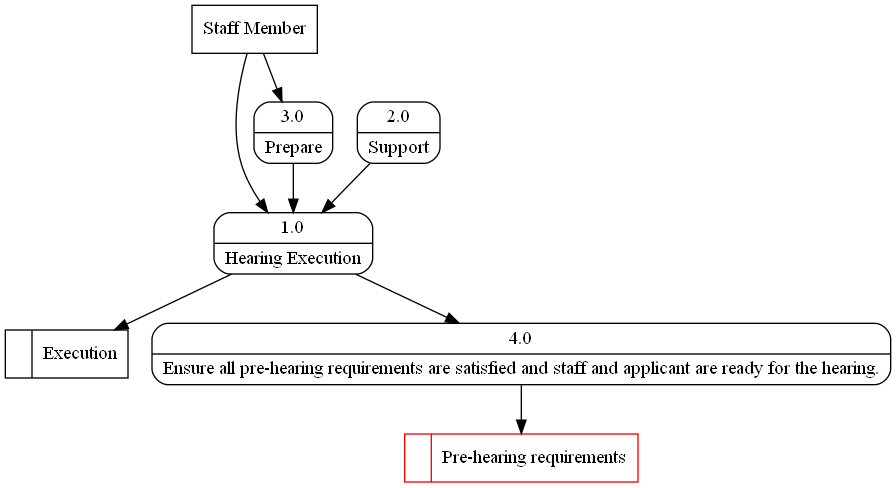 Staff Member
3.0
Prepare
2.0
Support
1.0
Hearing Execution
Execution
4.0
Ensure all pre-hearing requirements are satisfied and staff and applicant are ready for the hearing.
Pre-hearing requirements